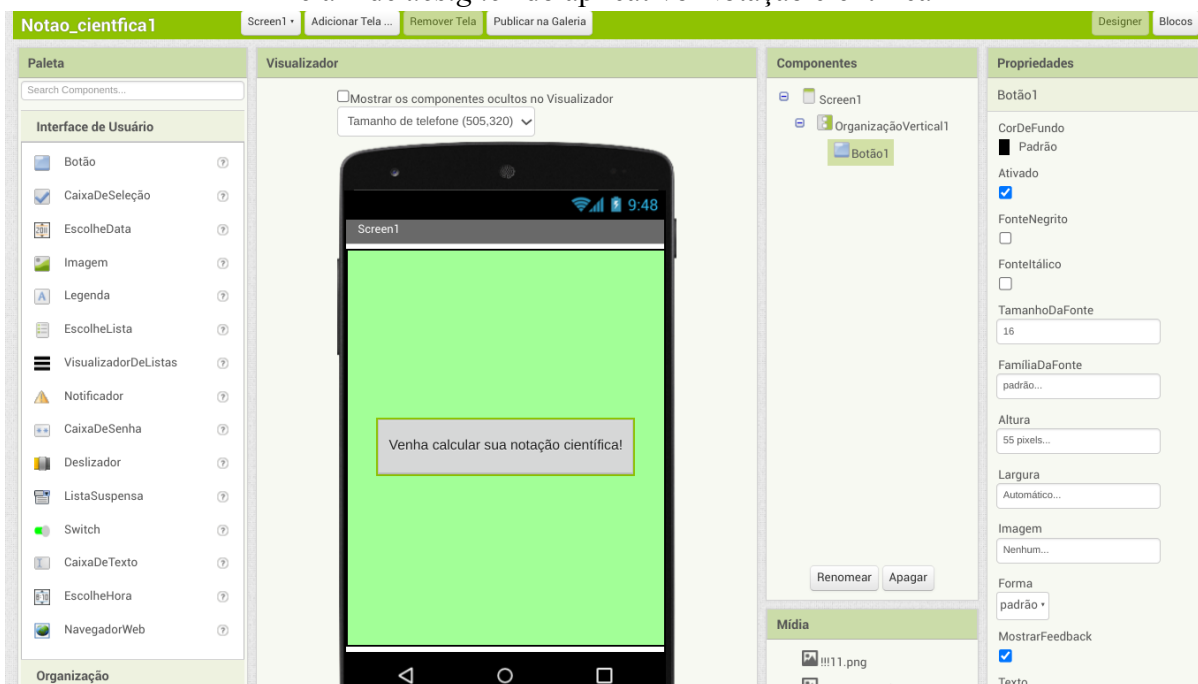 Notao_cientfica1
Screen1
Adicionar Tela ...
Remover Tela
Publicar na Galeria
Designer
Blocos
Paleta
Search Components...
Interface de Usuário
Botão
CaixaDeSeleção
EscolheData
Imagem
Legenda
EscolheLista
VisualizadorDeListas
Notificador
CaixaDeSenha
Deslizador
ListaSuspensa
Switch
CaixaDeTexto
EscolheHora
NavegadorWeb
Organização
Visualizador
Mostrar os componentes ocultos no Visualizador
Tamanho de telefone (505,320)
9:48
Screen1
Venha calcular sua notação científica!
Componentes
Screen1
OrganizaçãoVertical1
Botão1
Renomear
Apagar
Mídia
!!!11.png
Propriedades
Botão1
CorDeFundo
Padrão
Ativado
FonteNegrito
FonteItálico
TamanhoDaFonte
16
FamíliaDaFonte
padrão...
Altura
55 pixels...
Largura
Automático...
Imagem
Nenhum...
Forma
padrão
MostrarFeedback
Texto